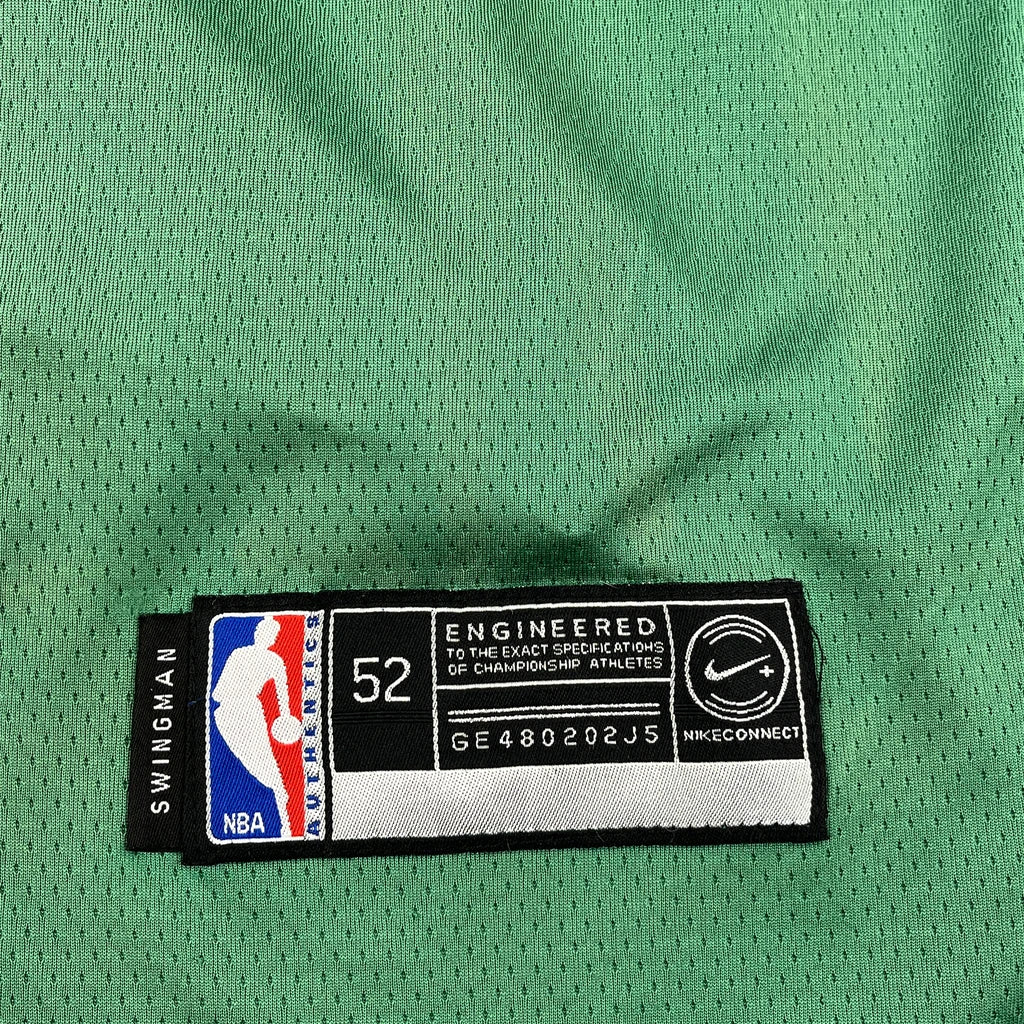 SWINGMAN
NBA
AUTHENTICS
52
ENGINEERED
TO THE EXACT SPECIFICATIONS
OF CHAMPIONSHIP ATHLETES
GE480202J5
NIKECONNECT